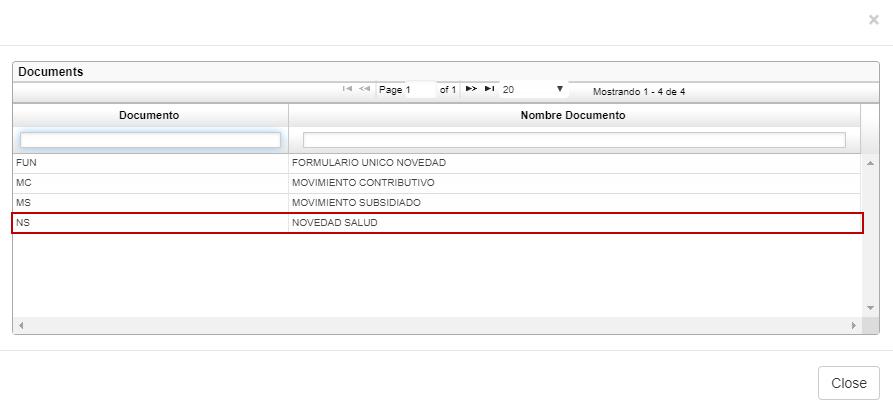 ×
Documents
Page 1 of 1 20 Mostrando 1 - 4 de 4
Documento Nombre Documento
FUN FORMULARIO UNICO NOVEDAD
MC MOVIMIENTO CONTRIBUTIVO
MS MOVIMIENTO SUBSIDIADO
NS NOVEDAD SALUD
Close